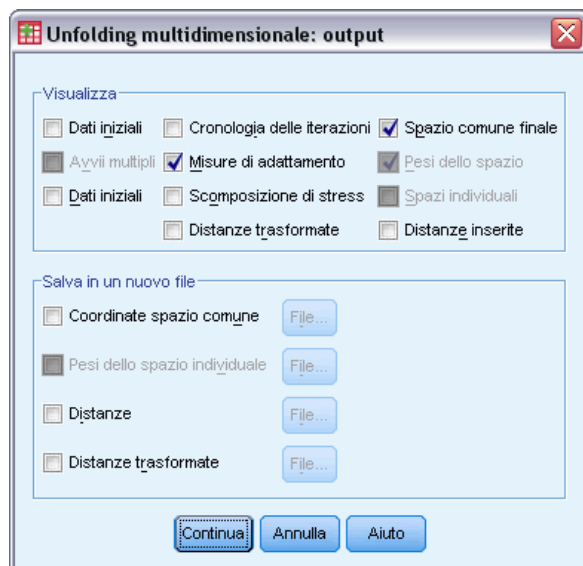 Unfolding multidimensionale: output
Visualizza
Dati iniziali Cronologia delle iterazioni Spazio comune finale
Avvii multipli Misure di adattamento Pesi dello spazio
Dati iniziali Scomposizione di stress Spazi individuali
Distanze trasformate Distanze inserite
Salva in un nuovo file
Coordinate spazio comune File...
Pesi dello spazio individuale File...
Distanze File...
Distanze trasformate File...
Continua Annulla Aiuto